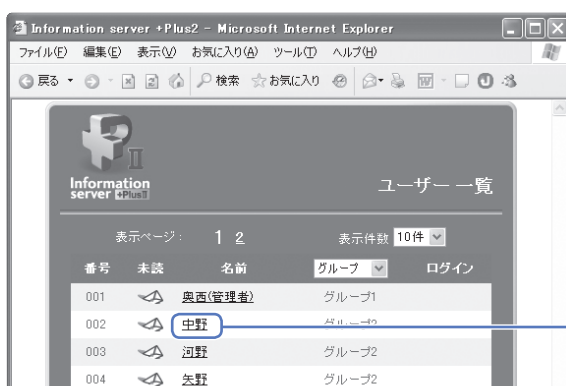 Information server +Plus2 - Microsoft Internet Explorer
ファイル(F) 編集(E) 表示(V) お気に入り(A) ツール(T) ヘルプ(H)
戻る 検索 お気に入り
Information
server +PlusⅡ
ユーザー 一覧
表示ページ: 1 2 表示件数 10件
番号 未読 名前 グループ ログイン
001 奥西(管理者) グループ1
002 中野
003 河野 グループ2
004 矢野 グループ2